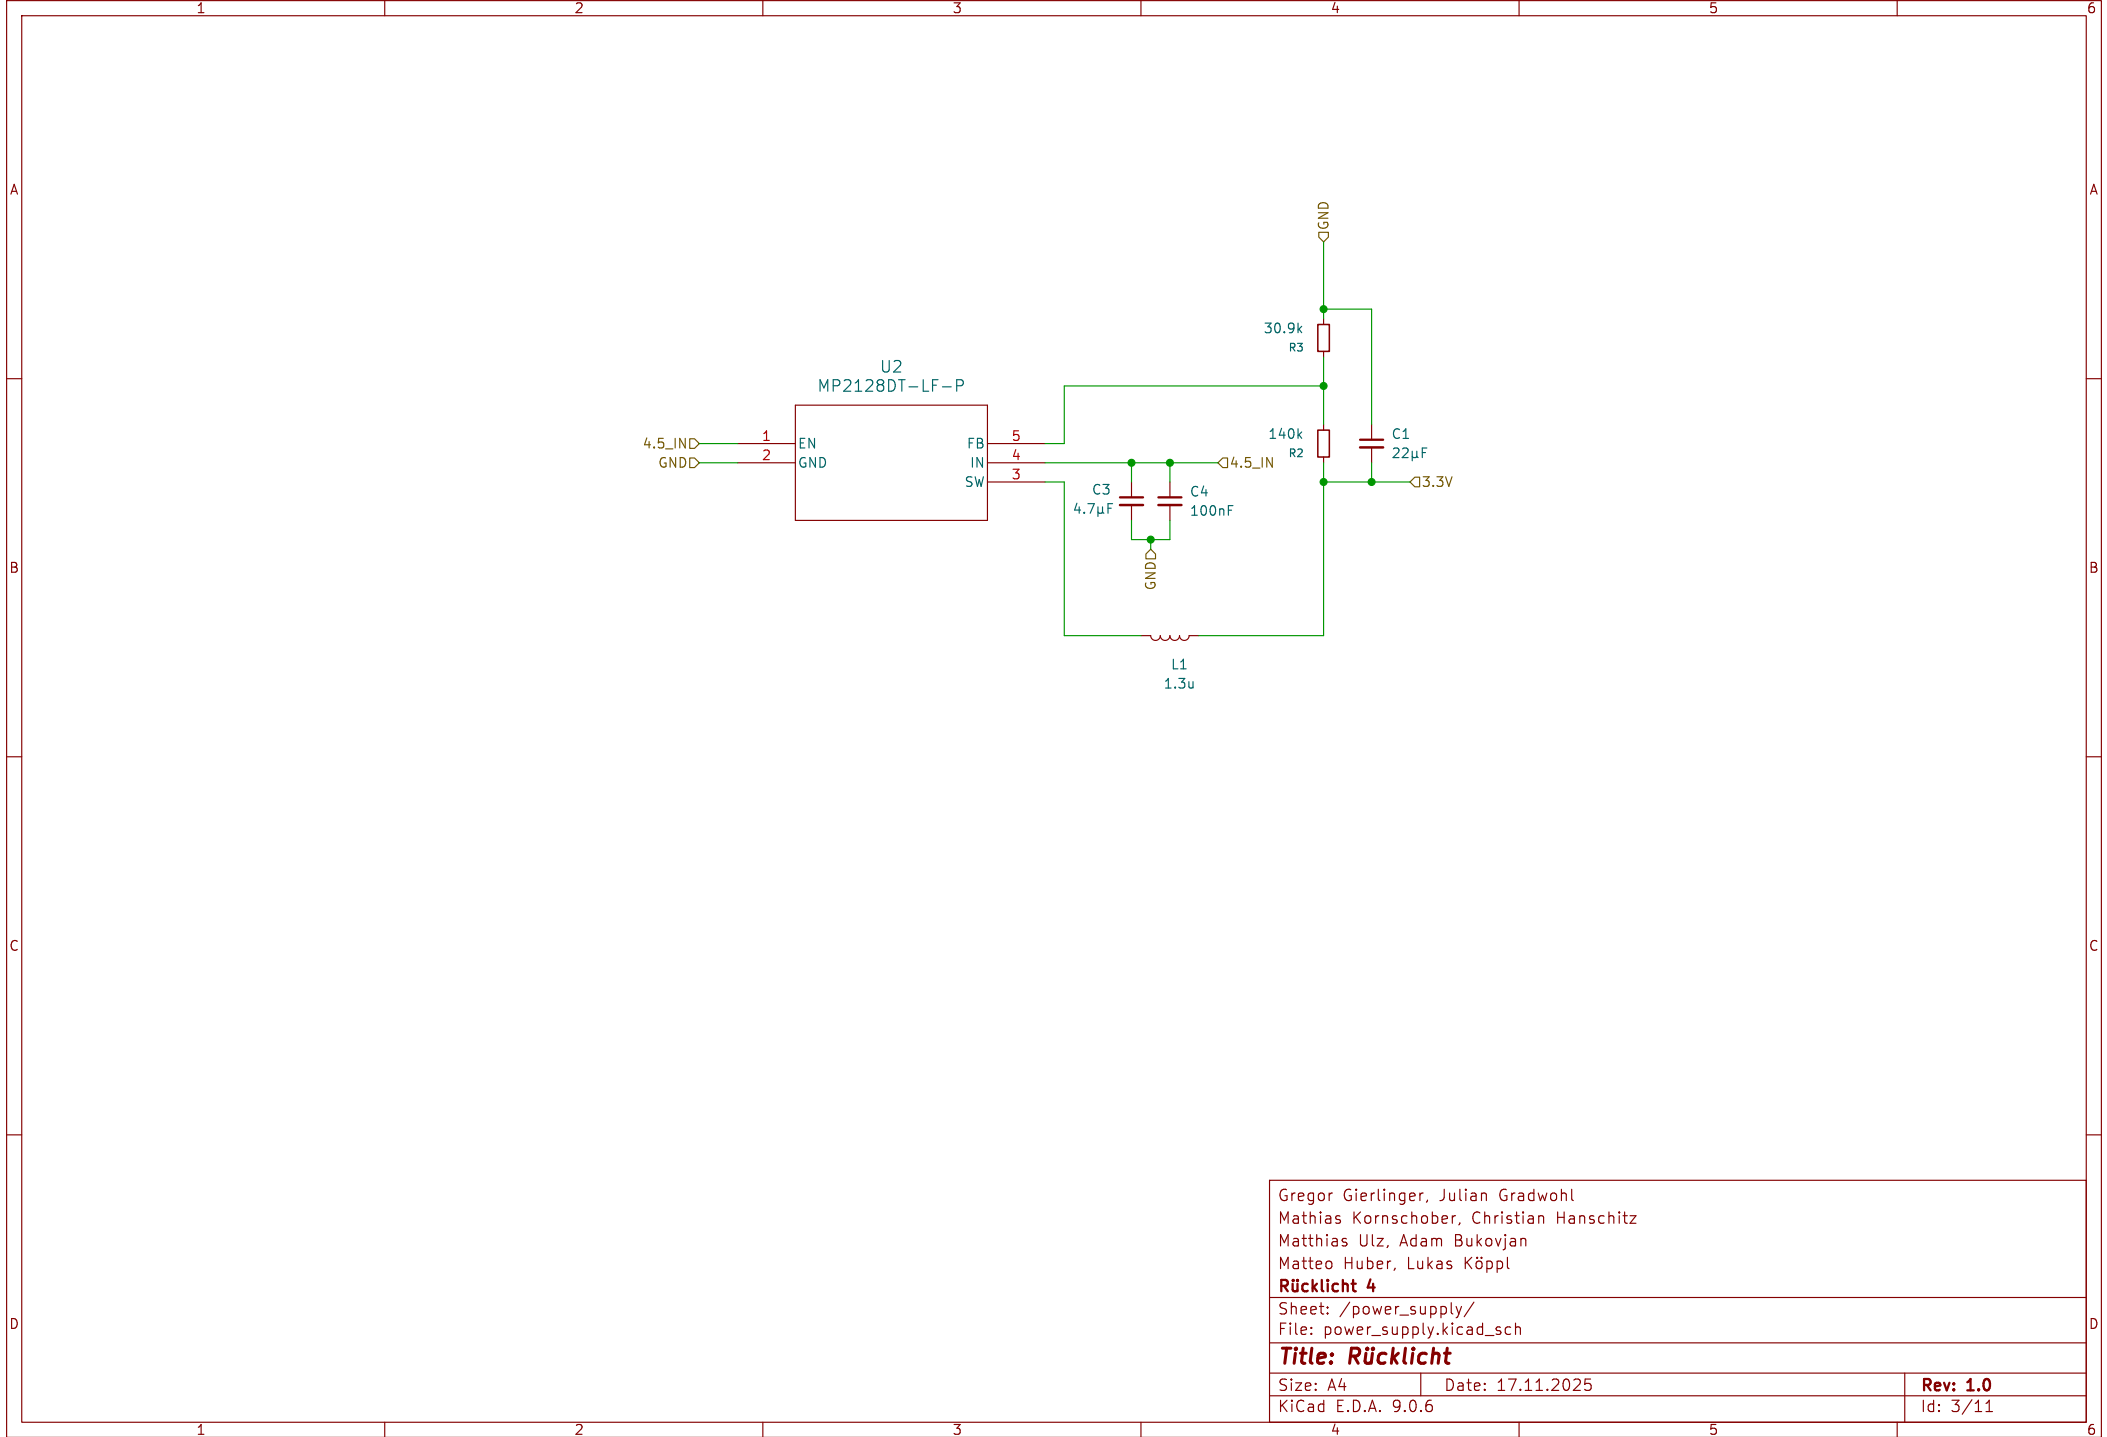 1 2 3 4 5 6
A A
GND
30.9k
R3
U2
MP2128DT-LF-P
4.5_IN 1 EN FB 5
GND 2 GND IN 4 4.5_IN
SW 3
140k
R2
C1
22µF
3.3V
C3
4.7µF
C4
100nF
GND
B B
L1
1.3u
C C
Gregor Gierlinger, Julian Gradwohl
Mathias Kornschober, Christian Hanschitz
Matthias Ulz, Adam Bukovjan
Matteo Huber, Lukas Köppl
Rücklicht 4
Sheet: /power_supply/
File: power_supply.kicad_sch
D D
Title: Rücklicht
Size: A4 Date: 17.11.2025 Rev: 1.0
KiCad E.D.A. 9.0.6 Id: 3/11
1 2 3 4 5 6